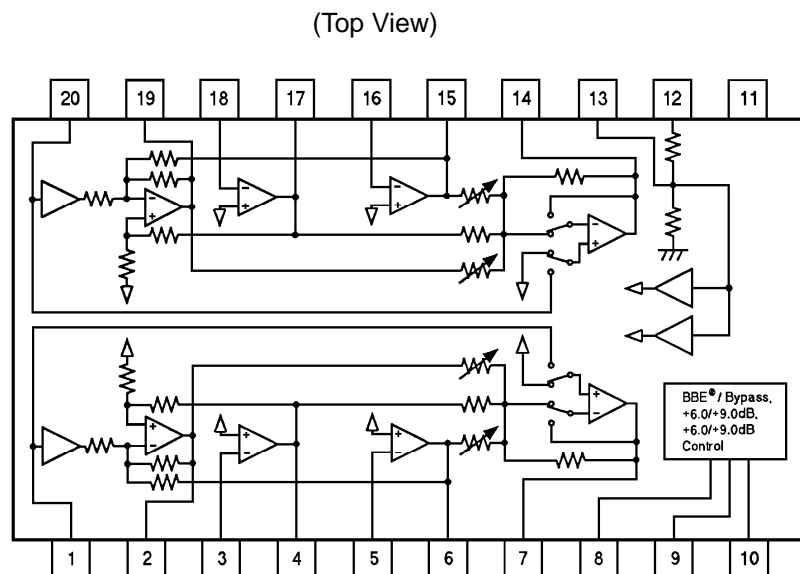 (Top View)
20 19 18 17 16 15 14 13 12 11
- + - + - + - +
+ - + - + - + -
BBE® / Bypass,
+6.0/+9.0dB,
+6.0/+9.0dB
Control
1 2 3 4 5 6 7 8 9 10